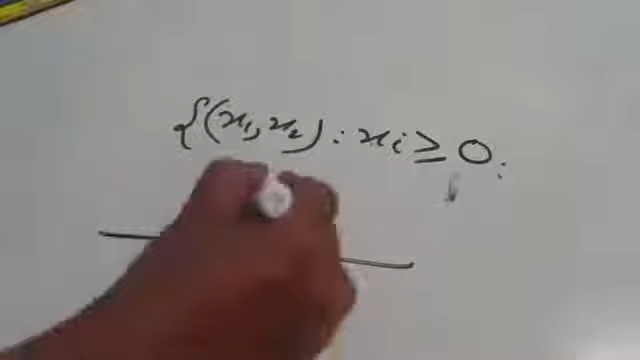 {(x₁, x₂) : xᵢ ≥ 0 :